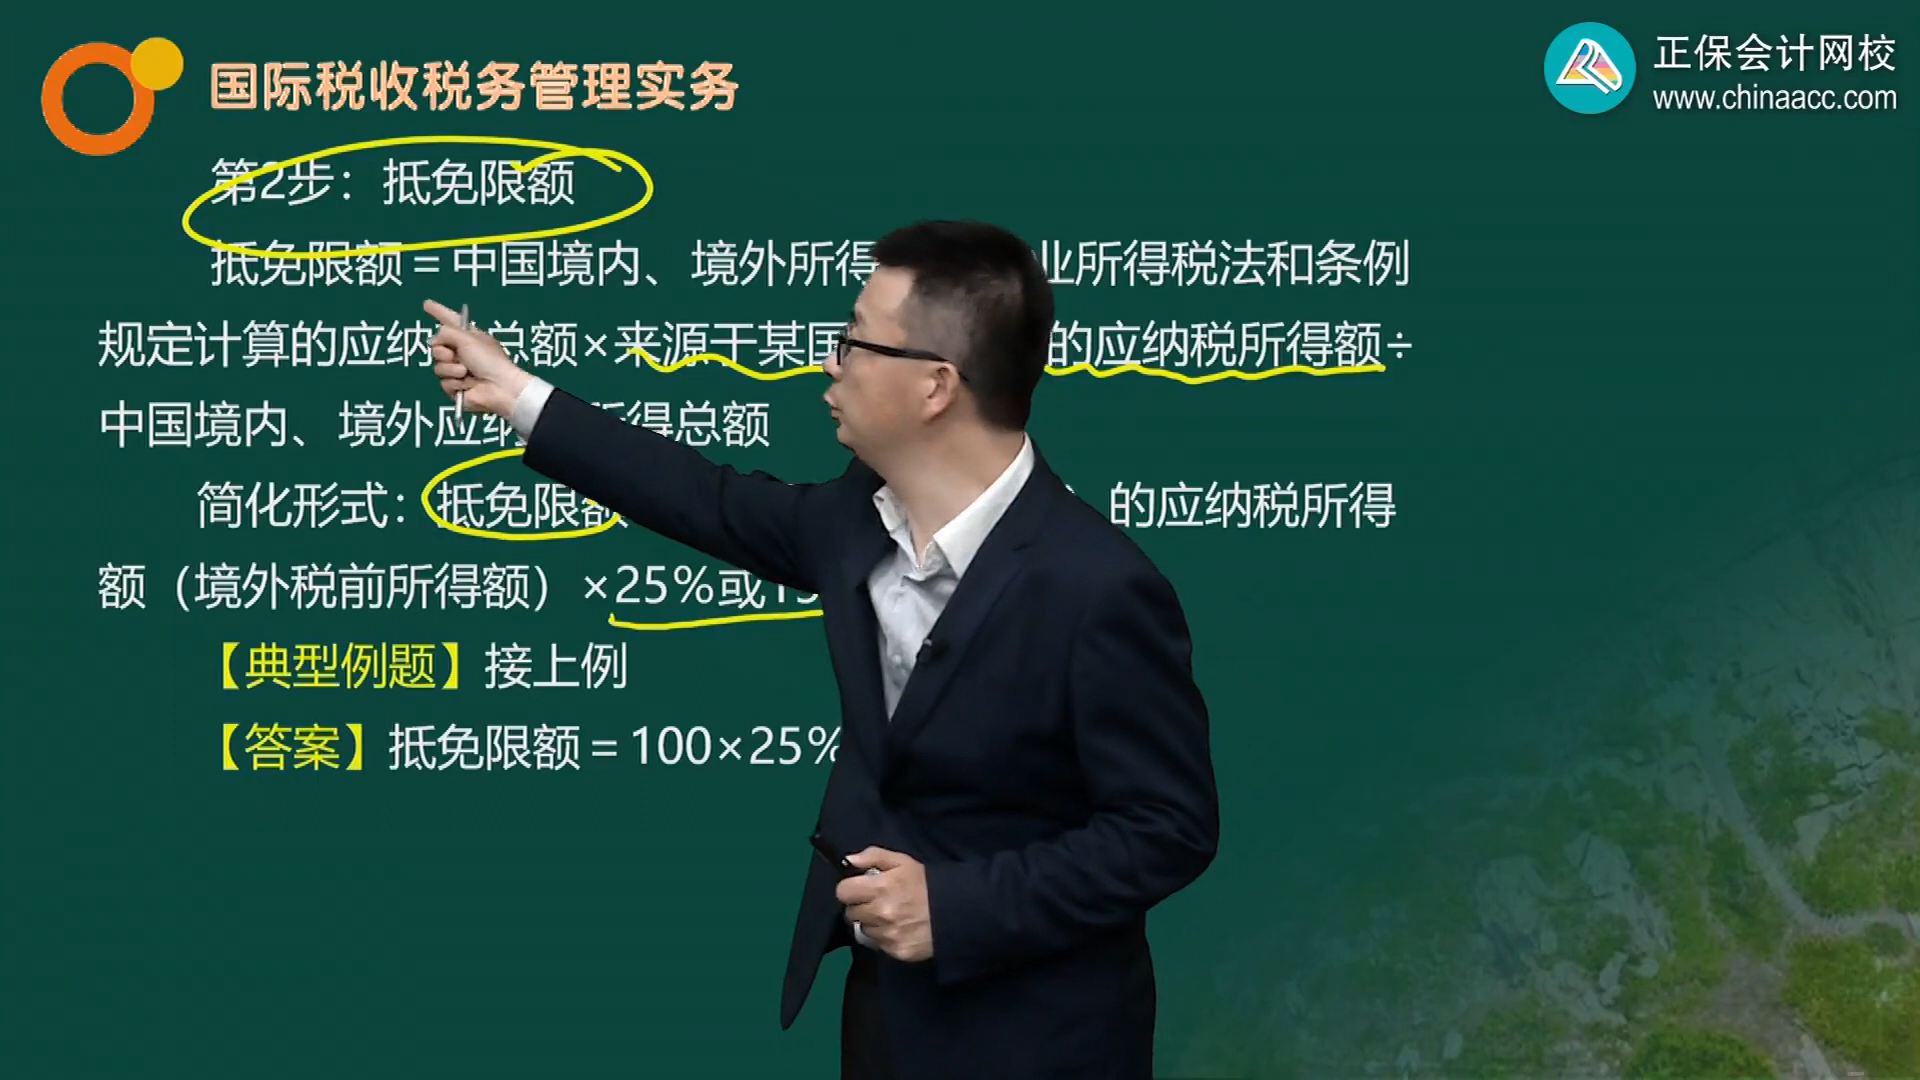 国际税收税务管理实务
正保会计网校
www.chinaacc.com
第2步：抵免限额
抵免限额＝中国境内、境外所得 业所得税法和条例
规定计算的应纳 总额×来源于某国 的应纳税所得额÷
中国境内、境外应纳 所得总额
简化形式：抵免限额 的应纳税所得
额（境外税前所得额）×25%或15
【典型例题】接上例
【答案】抵免限额＝100×25%